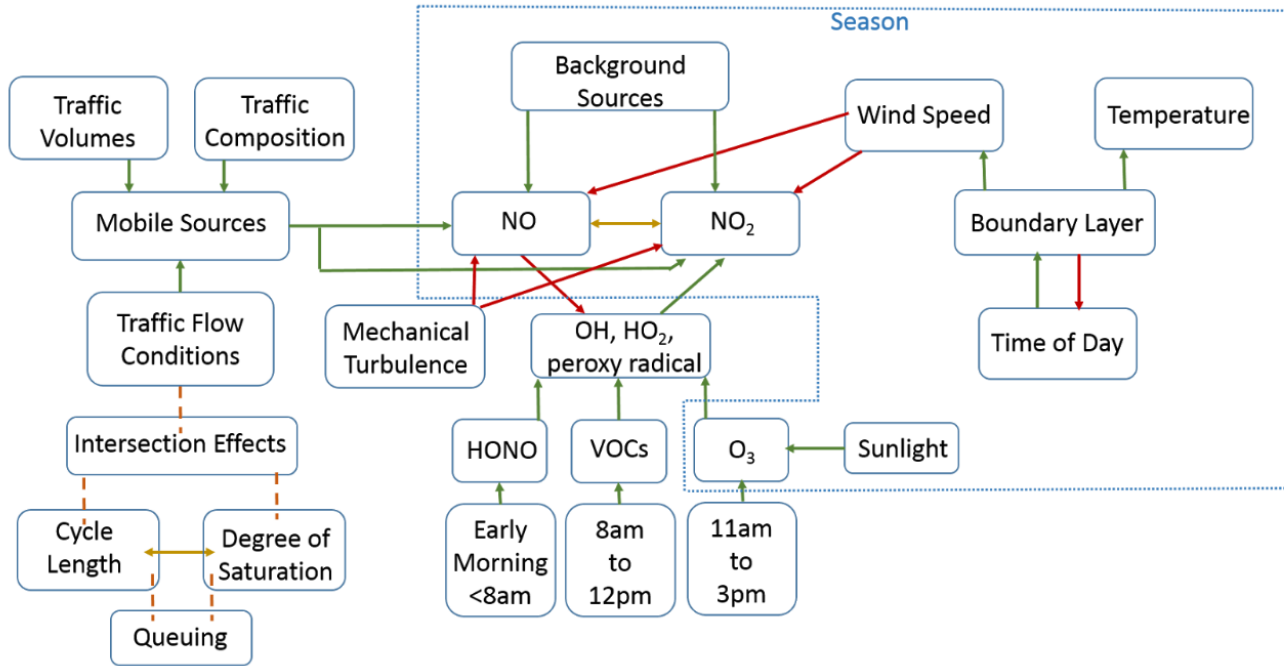 Season
Background
Sources
Traffic
Volumes
Traffic
Composition
Wind Speed
Temperature
Mobile Sources
NO
NO₂
Boundary Layer
Traffic Flow
Conditions
Mechanical
Turbulence
OH, HO₂,
peroxy radical
Time of Day
Intersection Effects
HONO
VOCs
O₃
Sunlight
Cycle
Length
Degree of
Saturation
Early
Morning
<8am
8am
to
12pm
11am
to
3pm
Queuing